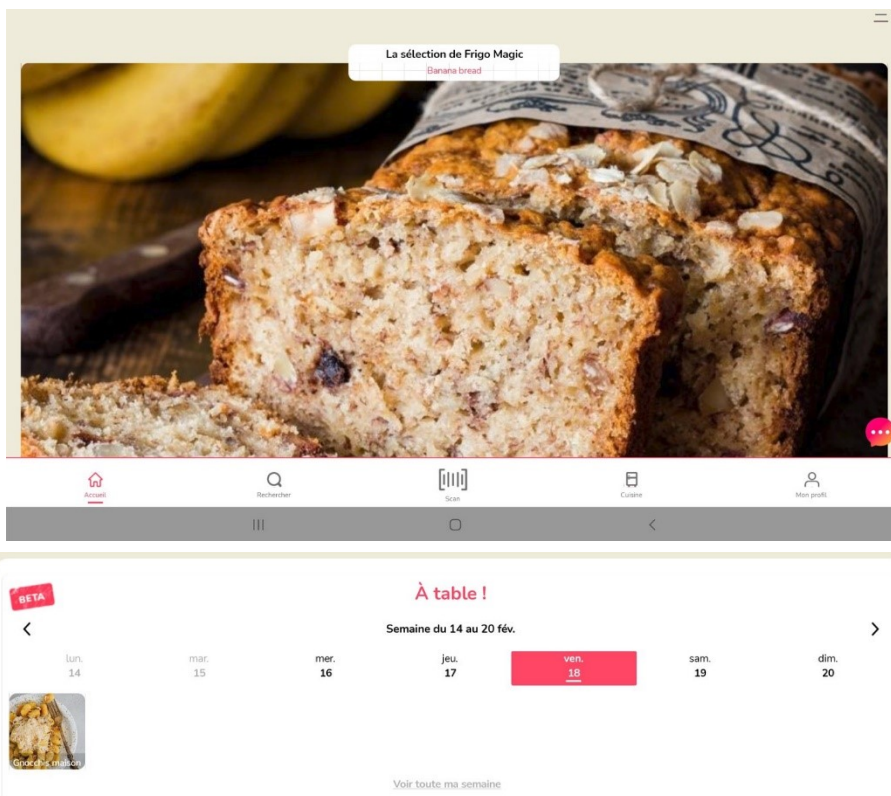 La sélection de Frigo Magic
Banana bread
Accueil
Rechercher
Scan
Cuisine
Mon profil
BETA
À table !
Semaine du 14 au 20 fév.
lun. mar. mer. jeu. ven. sam. dim.
14 15 16 17 18 19 20
Gnocchis maison
Voir toute ma semaine